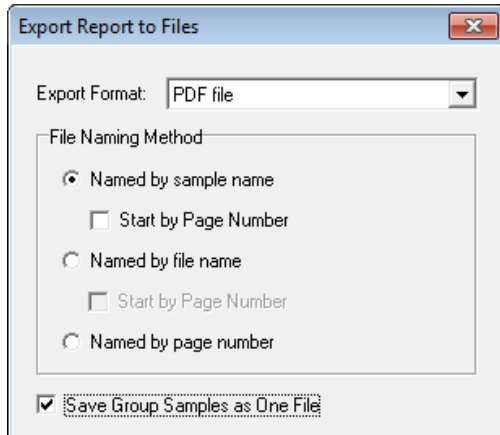 Export Report to Files
Export Format: PDF file
File Naming Method
Named by sample name
Start by Page Number
Named by file name
Start by Page Number
Named by page number
Save Group Samples as One File